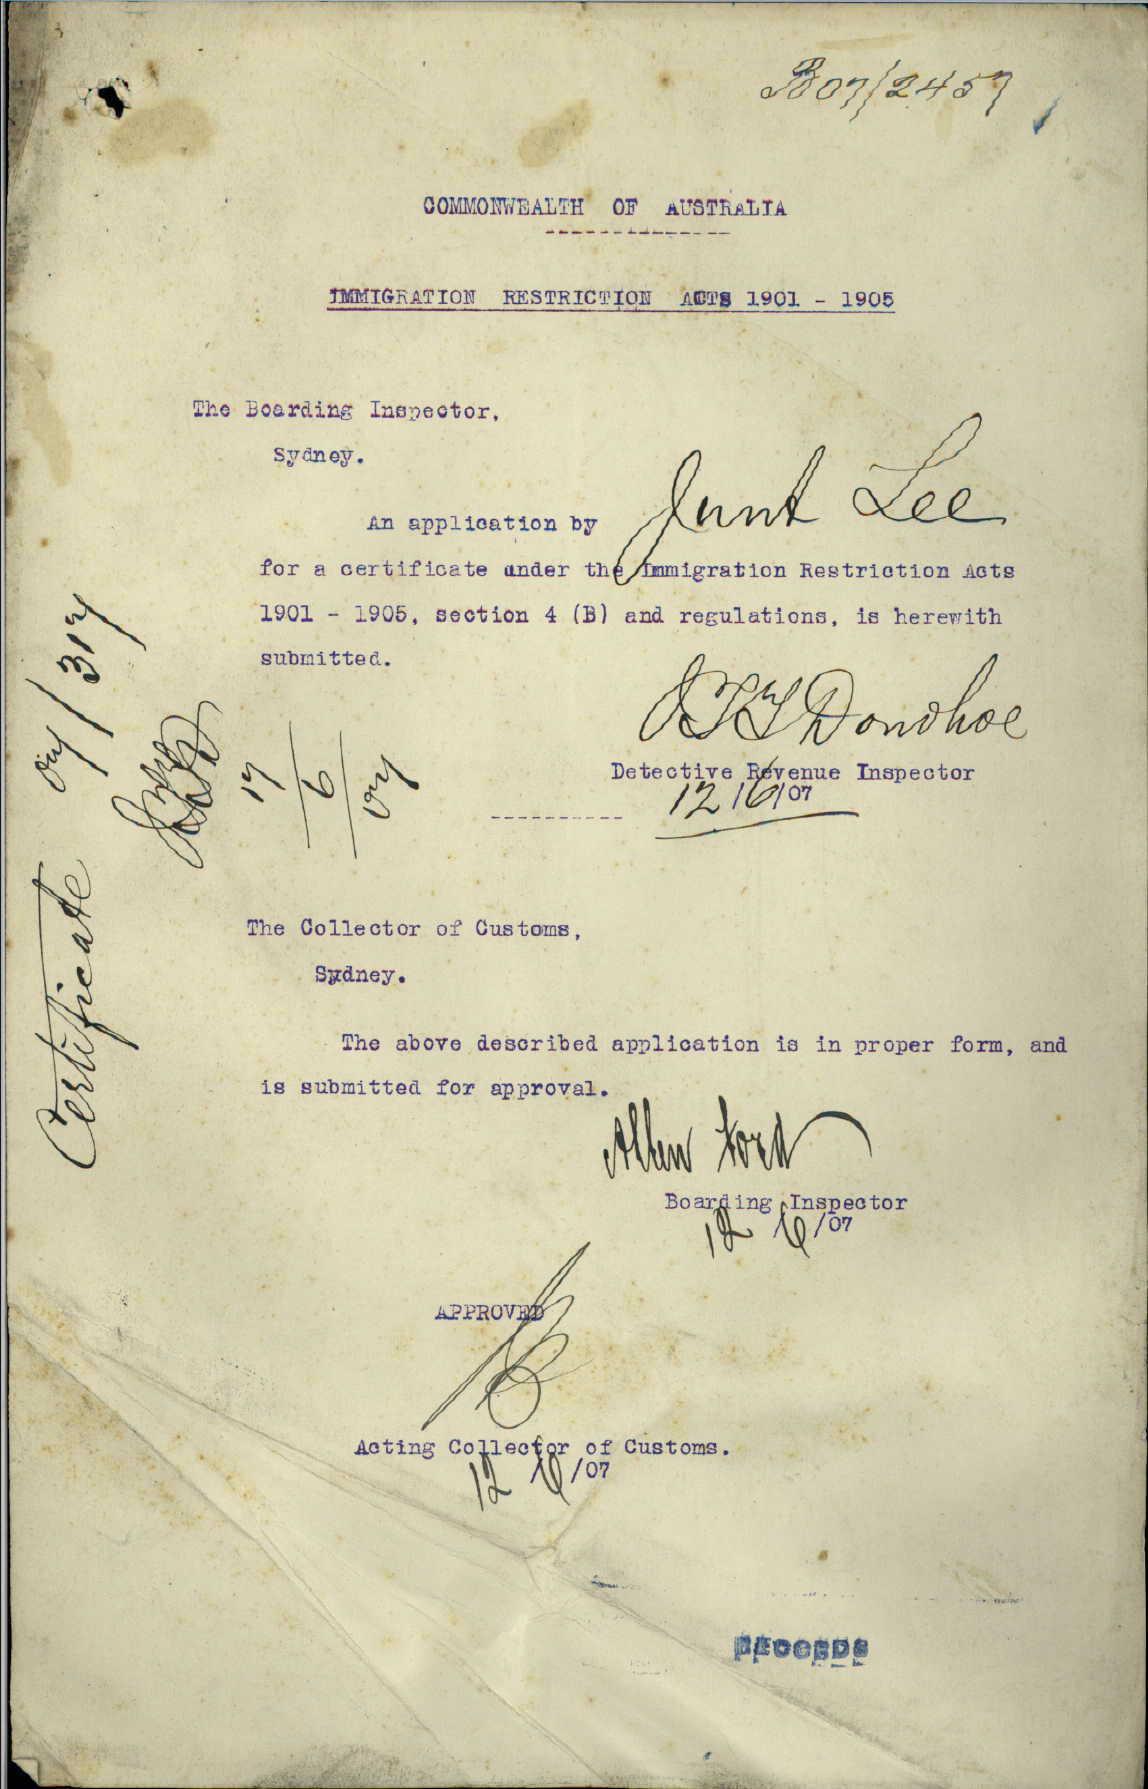 B07/2457
COMMONWEALTH OF AUSTRALIA
IMMIGRATION RESTRICTION ACTS 1901 - 1905
The Boarding Inspector,
Sydney.
An application by Junt Lee
for a certificate under the Immigration Restriction Acts
1901 - 1905, section 4 (B) and regulations, is herewith
submitted.
Donohoe
Detective Revenue Inspector
12/6/07
Certificate 07/317
17/6/07
The Collector of Customs,
Sydney.
The above described application is in proper form, and
is submitted for approval.
Allen Ford
Boarding Inspector
12 6/07
APPROVED
Acting Collector of Customs.
12/6/07
RECORDS